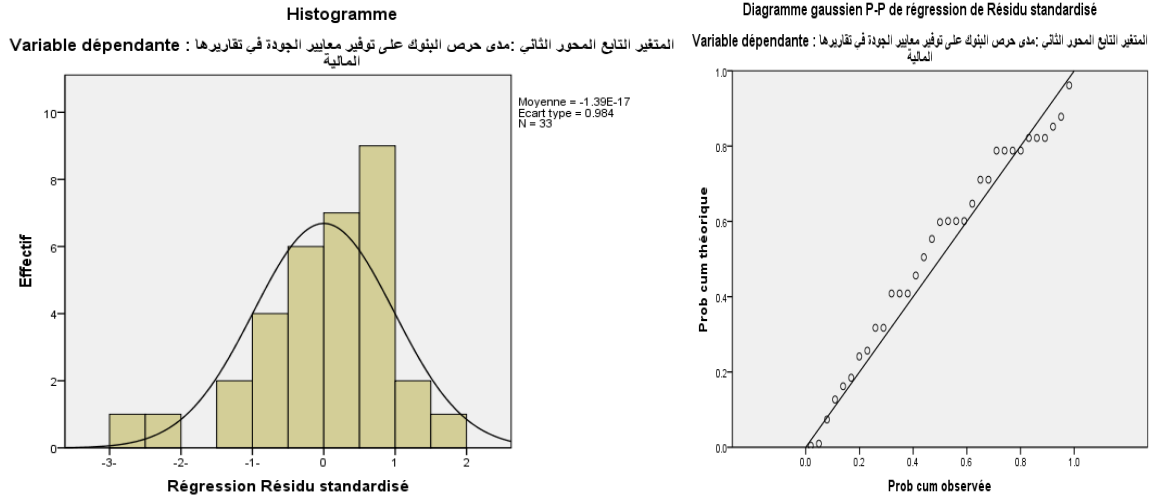 Histogramme
Variable dépendante : المتغير التابع المحور الثاني :مدى حرص البنوك على توفير معايير الجودة في تقاريرها
المالية
Moyenne = -1.39E-17
Ecart type = 0.984
N = 33
Effectif
10
8
6
4
2
0
-3- -2- -1- 0 1 2
Régression Résidu standardisé
Diagramme gaussien P-P de régression de Résidu standardisé
Variable dépendante : المتغير التابع المحور الثاني :مدى حرص البنوك على توفير معايير الجودة في تقاريرها
المالية
Prob cum théorique
1.0
0.8
0.6
0.4
0.2
0.0
0.0 0.2 0.4 0.6 0.8 1.0
Prob cum observée